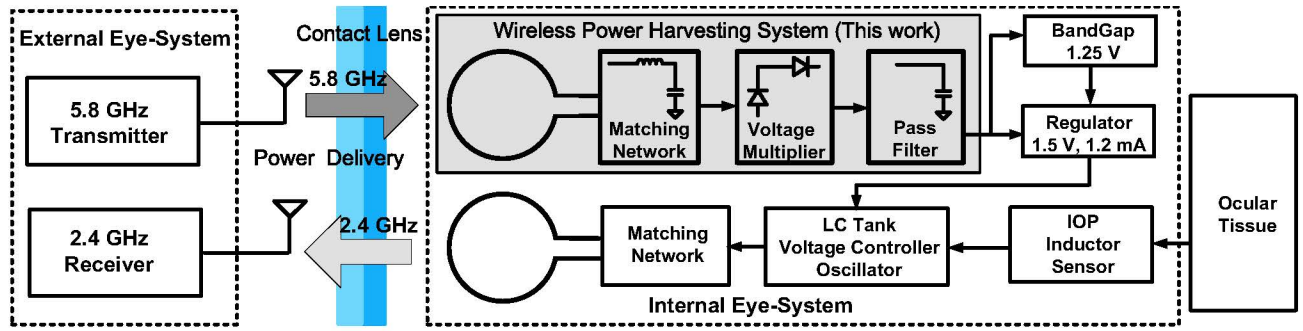 External Eye-System
5.8 GHz
Transmitter
2.4 GHz
Receiver
Contact Lens
5.8 GHz
Power Delivery
2.4 GHz
Wireless Power Harvesting System (This work)
Matching
Network
Voltage
Multiplier
Pass
Filter
BandGap
1.25 V
Regulator
1.5 V, 1.2 mA
Matching
Network
LC Tank
Voltage Controller
Oscillator
IOP
Inductor
Sensor
Internal Eye-System
Ocular
Tissue